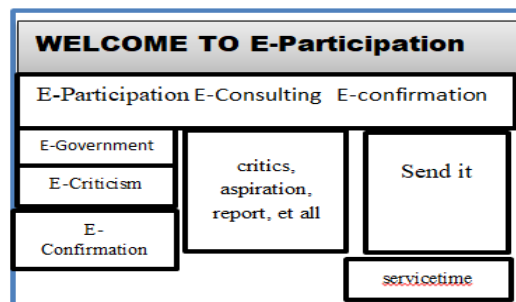 WELCOME TO E-Participation
E-Participation E-Consulting E-confirmation
E-Government
E-Criticism
E-
Confirmation
critics,
aspiration,
report, et all
Send it
servicetime